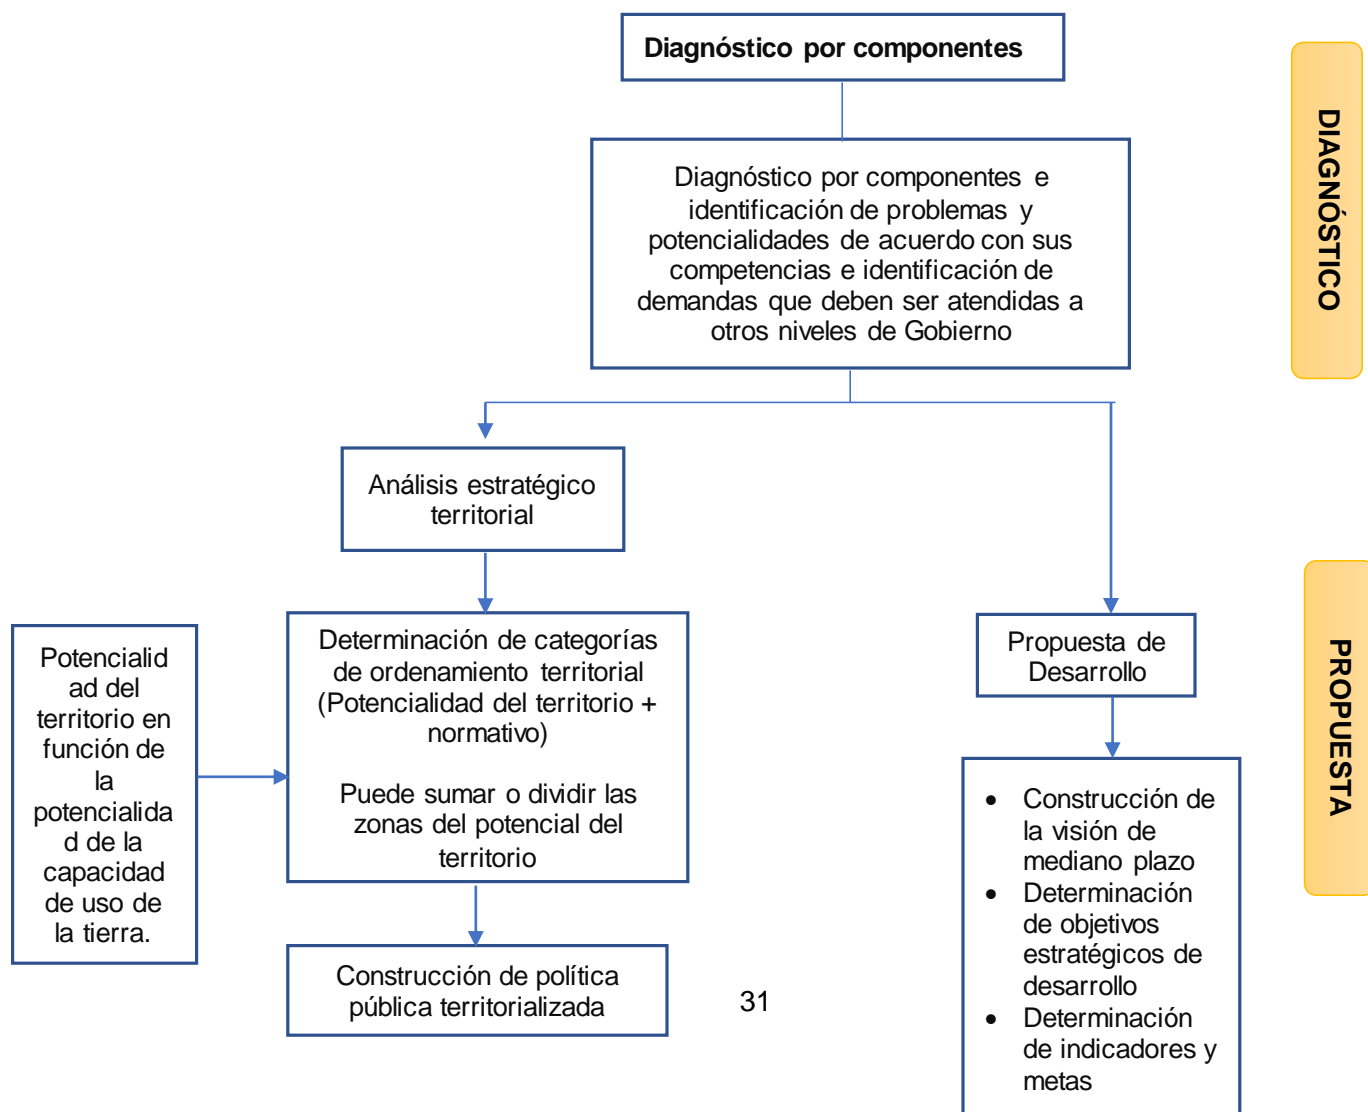 Diagnóstico por componentes
DIAGNÓSTICO
Diagnóstico por componentes e
identificación de problemas y
potencialidades de acuerdo con sus
competencias e identificación de
demandas que deben ser atendidas a
otros niveles de Gobierno
Análisis estratégico
territorial
Potencialid
ad del
territorio en
función de
la
potencialida
d de la
capacidad
de uso de
la tierra.
Determinación de categorías
de ordenamiento territorial
(Potencialidad del territorio +
normativo)
Puede sumar o dividir las
zonas del potencial del
territorio
Propuesta de
Desarrollo
PROPUESTA
• Construcción de
la visión de
mediano plazo
• Determinación
de objetivos
estratégicos de
desarrollo
• Determinación
de indicadores y
metas
Construcción de política
pública territorializada
31